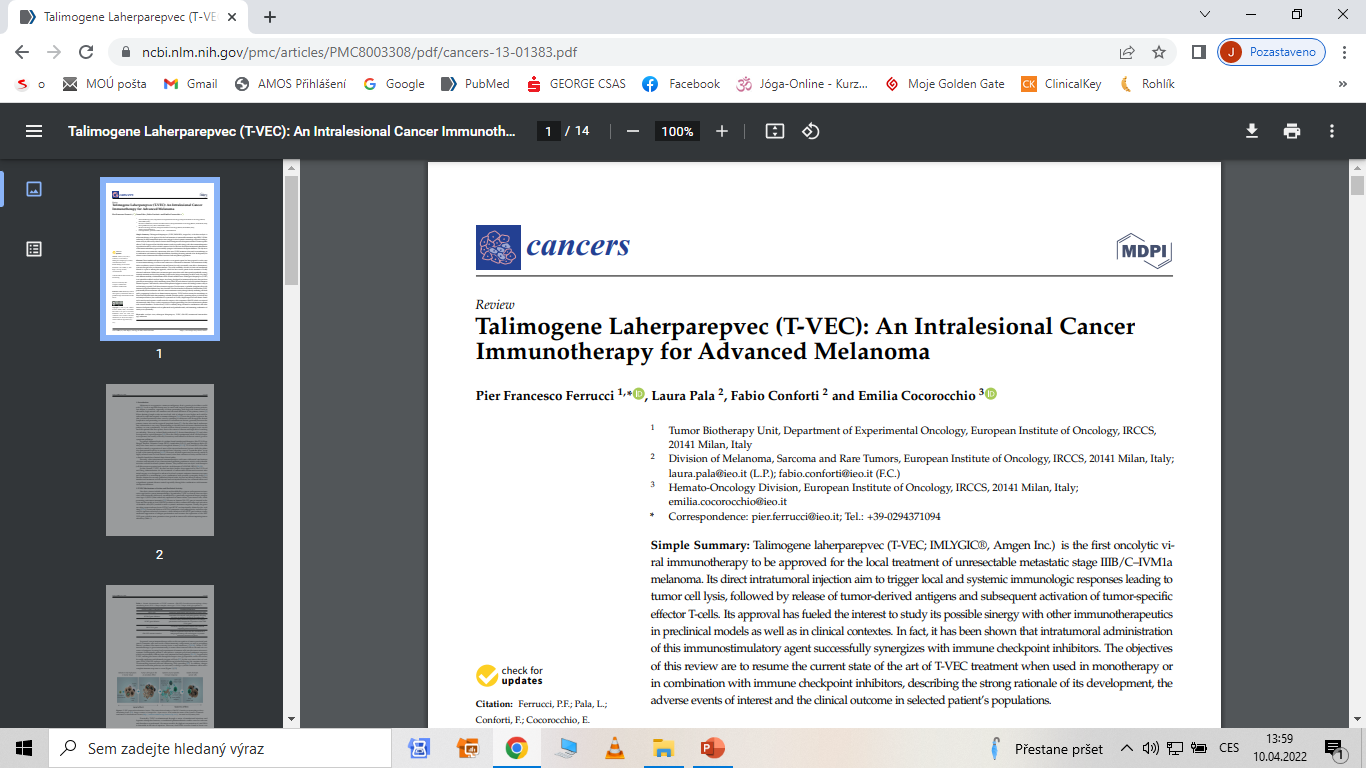 Talimogene Laherparepvec (T-VE
ncbi.nlm.nih.gov/pmc/articles/PMC8003308/pdf/cancers-13-01383.pdf
J Pozastaveno
o MOÚ pošta Gmail AMOS Přihlášení Google PubMed GEORGE CSAS Facebook Jóga-Online - Kurz... Moje Golden Gate CK ClinicalKey Rohlík »
Talimogene Laherparepvec (T-VEC): An Intralesional Cancer Immunoth... 1 / 14 100%
1
2
cancers
MDPI
Review
Talimogene Laherparepvec (T-VEC): An Intralesional Cancer
Immunotherapy for Advanced Melanoma
Pier Francesco Ferrucci 1,*iD, Laura Pala 2, Fabio Conforti 2 and Emilia Cocorocchio 3 iD
1 Tumor Biotherapy Unit, Department of Experimental Oncology, European Institute of Oncology, IRCCS,
20141 Milan, Italy
2 Division of Melanoma, Sarcoma and Rare Tumors, European Institute of Oncology, IRCCS, 20141 Milan, Italy;
laura.pala@ieo.it (L.P.); fabio.conforti@ieo.it (F.C.)
3 Hemato-Oncology Division, European Institute of Oncology, IRCCS, 20141 Milan, Italy;
emilia.cocorocchio@ieo.it
* Correspondence: pier.ferrucci@ieo.it; Tel.: +39-0294371094
Simple Summary: Talimogene laherparepvec (T-VEC; IMLYGIC®, Amgen Inc.) is the first oncolytic vi-
ral immunotherapy to be approved for the local treatment of unresectable metastatic stage IIIB/C–IVM1a
melanoma. Its direct intratumoral injection aim to trigger local and systemic immunologic responses leading to
tumor cell lysis, followed by release of tumor-derived antigens and subsequent activation of tumor-specific
effector T-cells. Its approval has fueled the interest to study its possible sinergy with other immunotherapeutics
in preclinical models as well as in clinical contexts. In fact, it has been shown that intratumoral administration
of this immunostimulatory agent successfully synergizes with immune checkpoint inhibitors. The objectives
of this review are to resume the current state of the art of T-VEC treatment when used in monotherapy or
in combination with immune checkpoint inhibitors, describing the strong rationale of its development, the
adverse events of interest and the clinical outcome in selected patient's populations.
check for
updates
Citation: Ferrucci, P.F.; Pala, L.;
Conforti, F.; Cocorocchio, E.
Sem zadejte hledaný výraz
Přestane pršet
CES
13:59
10.04.2022
1